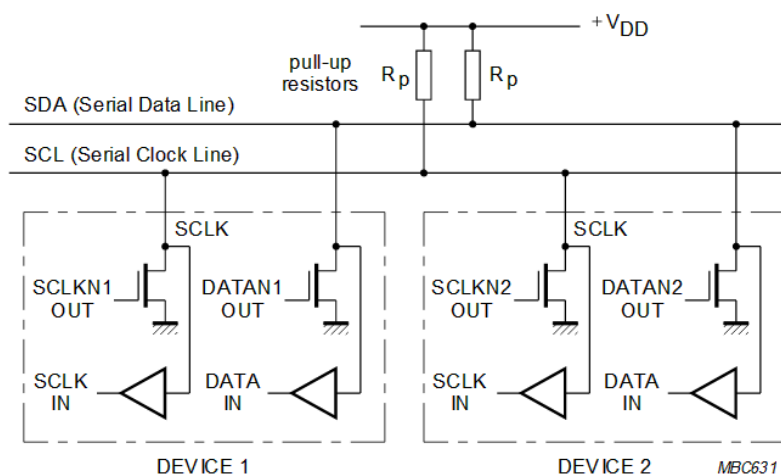 + VDD
pull-up
resistors
Rp
Rp
SDA (Serial Data Line)
SCL (Serial Clock Line)
SCLK
SCLK
SCLKN1
OUT
DATAN1
OUT
SCLKN2
OUT
DATAN2
OUT
SCLK
IN
DATA
IN
SCLK
IN
DATA
IN
DEVICE 1
DEVICE 2
MBC631